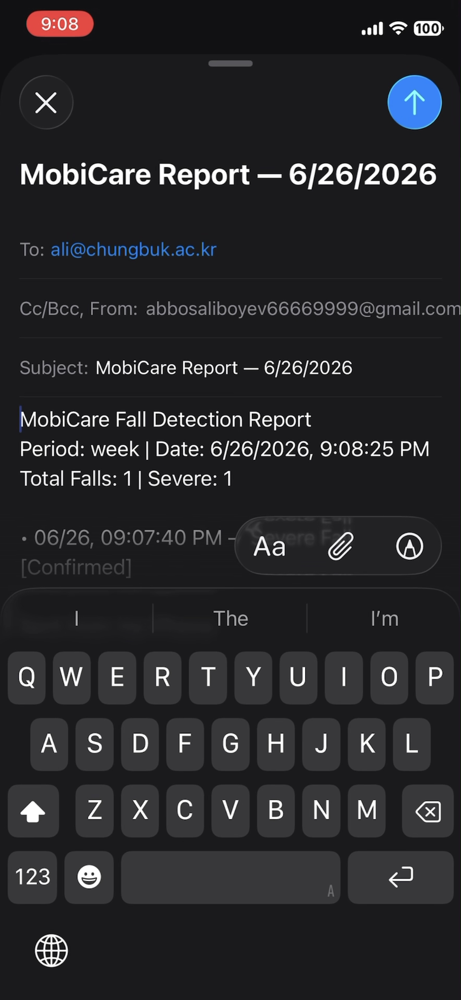 9:08
100
MobiCare Report — 6/26/2026
To: ali@chungbuk.ac.kr
Cc/Bcc, From: abbosaliboyev66669999@gmail.com
Subject: MobiCare Report — 6/26/2026
MobiCare Fall Detection Report
Period: week | Date: 6/26/2026, 9:08:25 PM
Total Falls: 1 | Severe: 1
• 06/26, 09:07:40 PM – Severe Fall
[Confirmed]
Aa
I The I'm
Q W E R T Y U I O P
A S D F G H J K L
Z X C V B N M
123
A